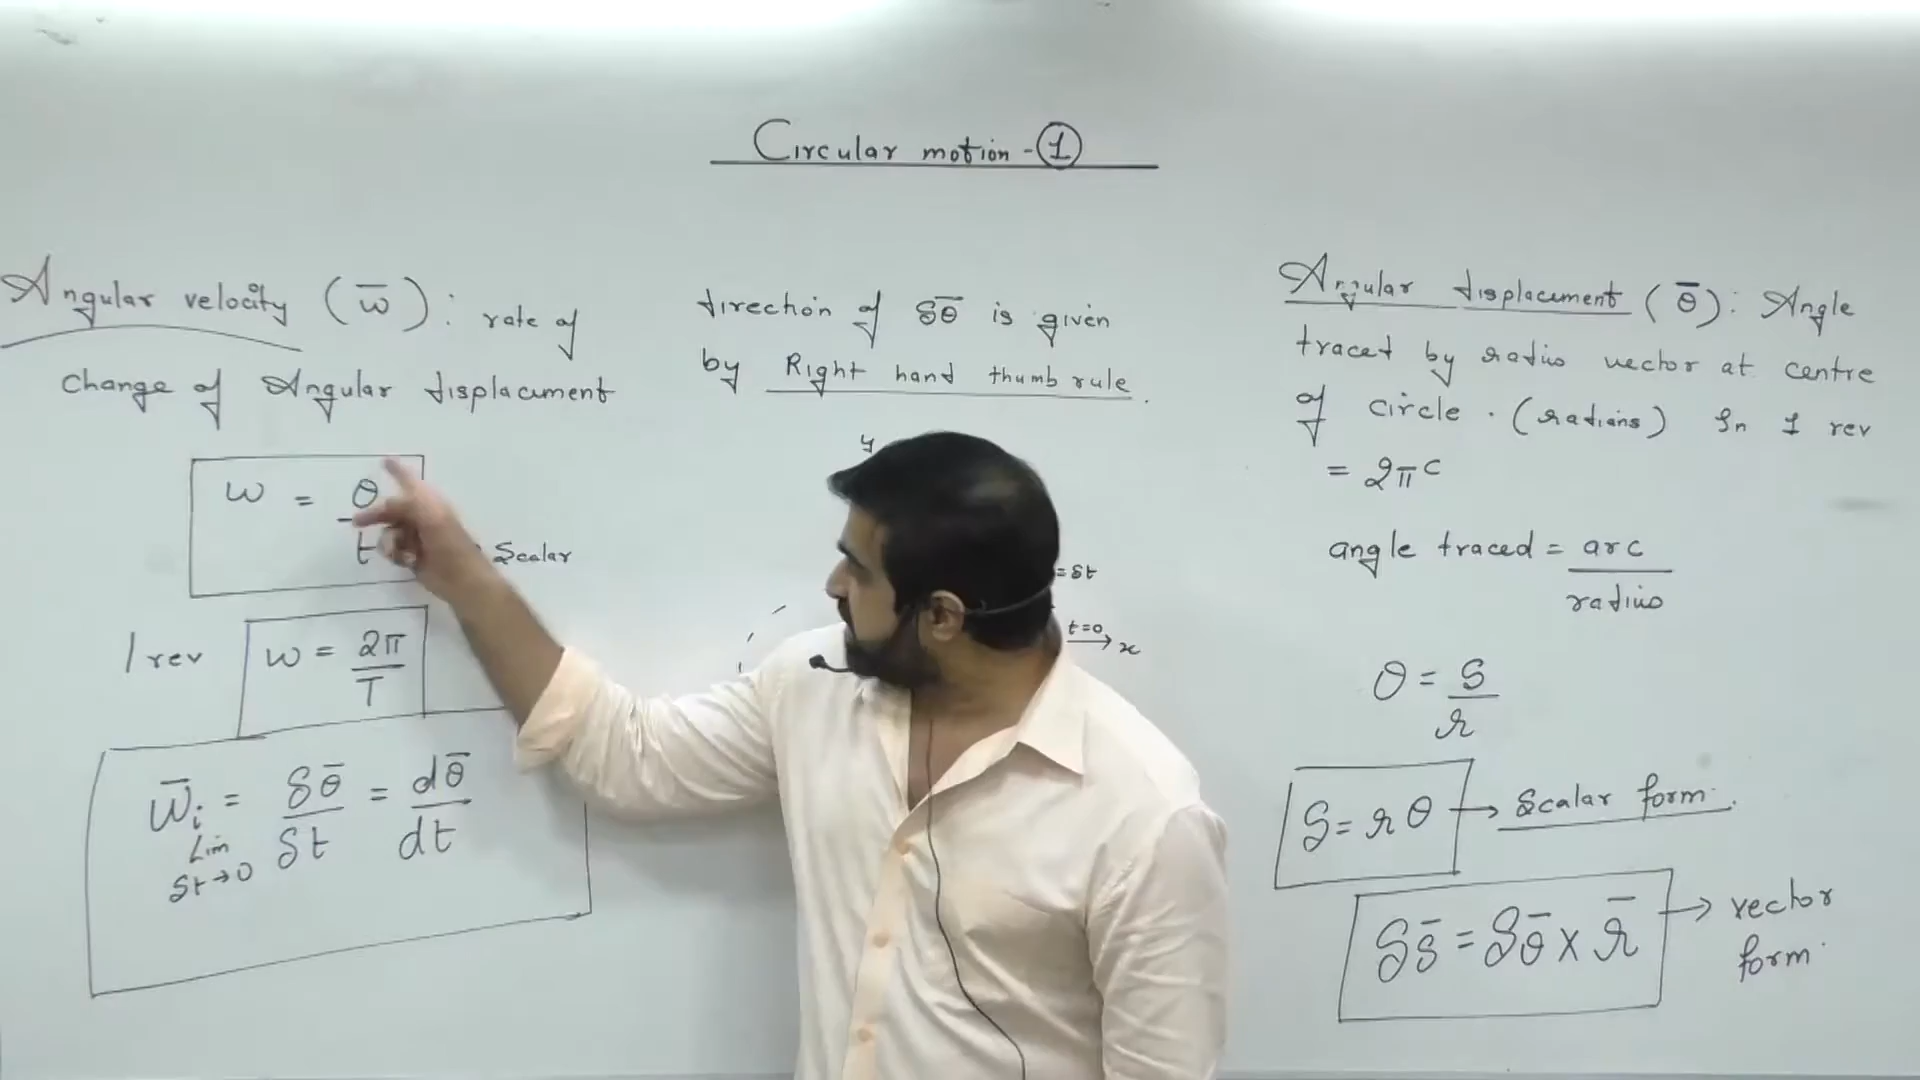 Circular motion - 1
Angular velocity (ω̅): rate of
Change of Angular displacement
ω = θ/t
Scalar
1 rev ω = 2π/T
ω̅i = δθ̅/δt = dθ̅/dt
Lim
δt→0
direction of δθ̅ is given
by Right hand thumb rule.
y
= δt
t=0
x
Angular displacement (θ̅): Angle
traced by radius vector at centre
of circle. (radians) In 1 rev
= 2πᶜ
angle traced = arc/radius
θ = S/r
S = rθ → Scalar form.
δs̅ = δθ̅ × r̅ → vector
form.